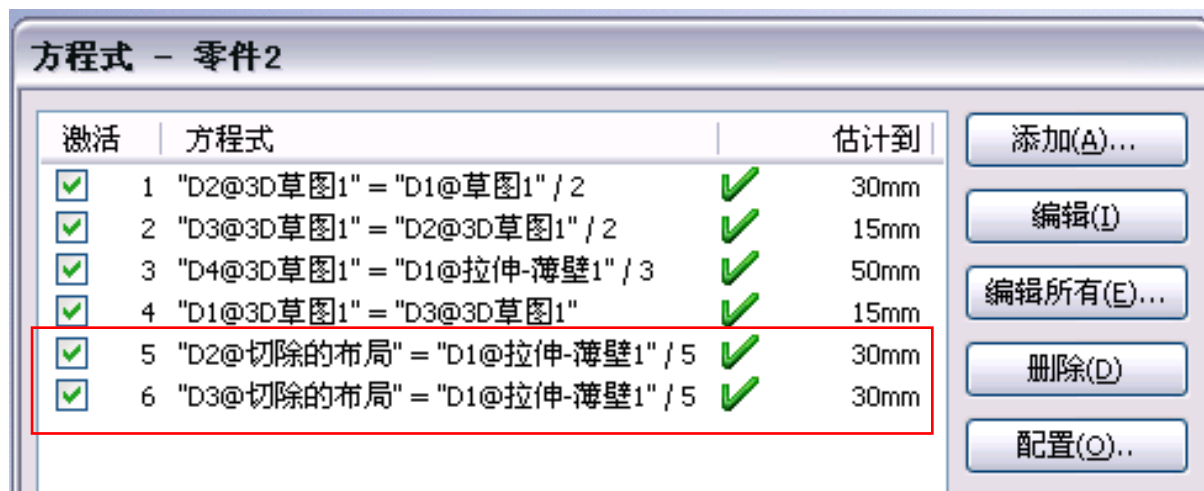 方程式 - 零件2
激活 方程式 估计到
添加(A)...
1 "D2@3D草图1" = "D1@草图1" / 2 30mm
2 "D3@3D草图1" = "D2@3D草图1" / 2 15mm
编辑(I)
3 "D4@3D草图1" = "D1@拉伸-薄壁1" / 3 50mm
编辑所有(E)...
4 "D1@3D草图1" = "D3@3D草图1" 15mm
5 "D2@切除的布局" = "D1@拉伸-薄壁1" / 5 30mm
删除(D)
6 "D3@切除的布局" = "D1@拉伸-薄壁1" / 5 30mm
配置(O)..